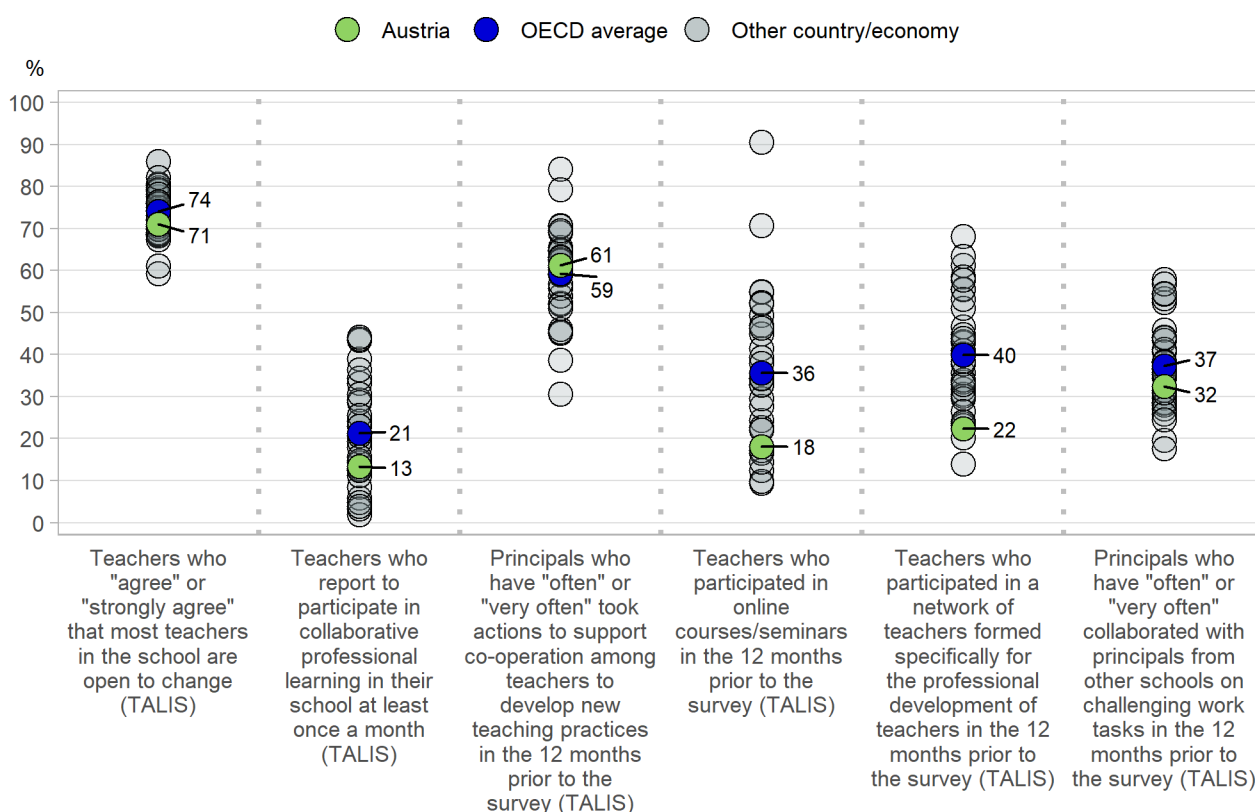 Austria OECD average Other country/economy
%
100
90
80
70
60
50
40
30
20
10
0
74
71
21
13
61
59
36
18
40
22
37
32
Teachers who
"agree" or
"strongly agree"
that most teachers
in the school are
open to change
(TALIS)
Teachers who
report to
participate in
collaborative
professional
learning in their
school at least
once a month
(TALIS)
Principals who
have "often" or
"very often" took
actions to support
co-operation among
teachers to
develop new
teaching practices
in the 12 months
prior to the
survey (TALIS)
Teachers who
participated in
online
courses/seminars
in the 12 months
prior to the
survey (TALIS)
Teachers who
participated in a
network of
teachers formed
specifically for
the professional
development of
teachers in the 12
months prior to
the survey (TALIS)
Principals who
have "often" or
"very often"
collaborated with
principals from
other schools on
challenging work
tasks in the 12
months prior to
the survey (TALIS)